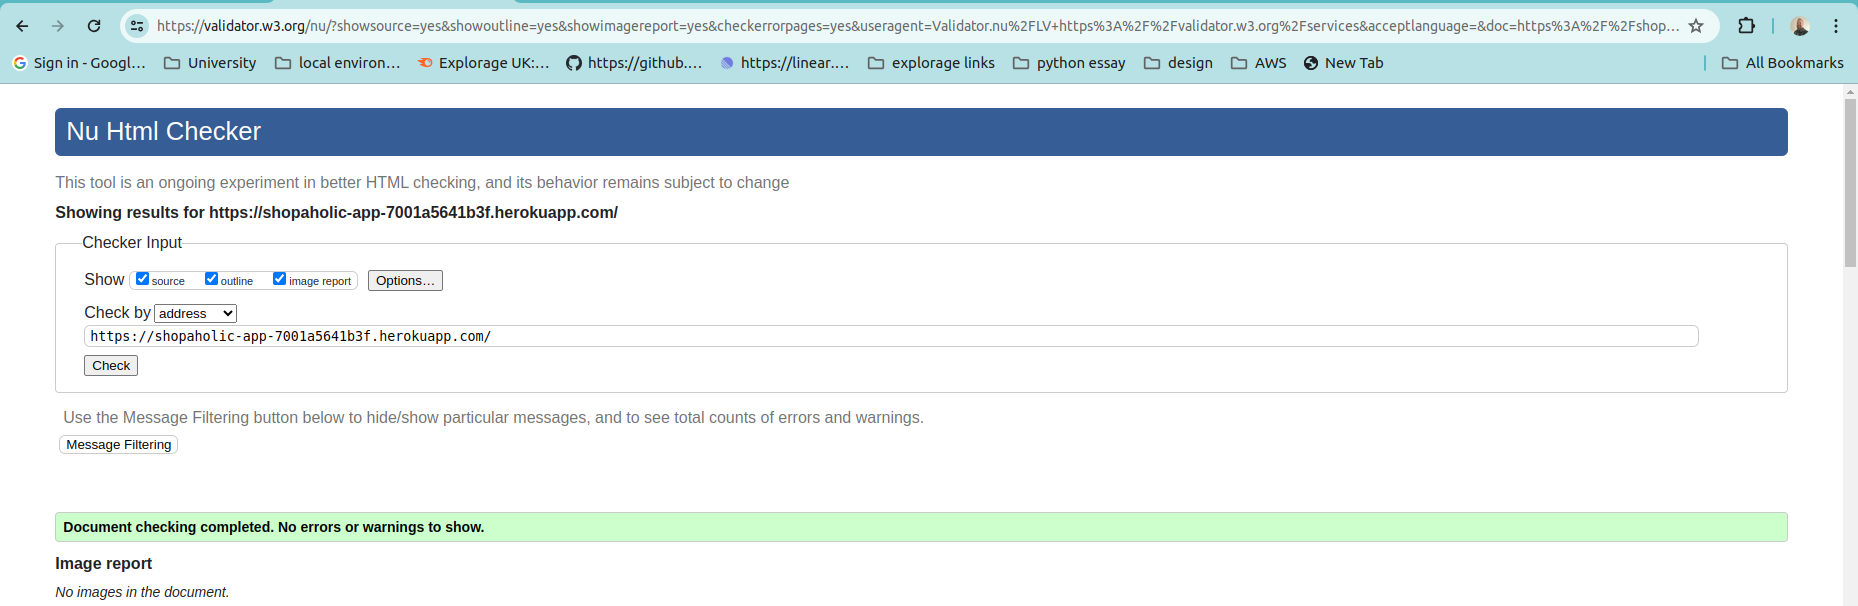 https://validator.w3.org/nu/?showsource=yes&showoutline=yes&showimagereport=yes&checkerrorpages=yes&useragent=Validator.nu%2FLV+https%3A%2F%2Fvalidator.w3.org%2Fservices&acceptlanguage=&doc=https%3A%2F%2Fshop...
Sign in - Googl... University local environ... Explorage UK:... https://github.... https://linear.... explorage links python essay design AWS New Tab All Bookmarks
Nu Html Checker
This tool is an ongoing experiment in better HTML checking, and its behavior remains subject to change
Showing results for https://shopaholic-app-7001a5641b3f.herokuapp.com/
Checker Input
Show source outline image report Options...
Check by address
https://shopaholic-app-7001a5641b3f.herokuapp.com/
Check
Use the Message Filtering button below to hide/show particular messages, and to see total counts of errors and warnings.
Message Filtering
Document checking completed. No errors or warnings to show.
Image report
No images in the document.